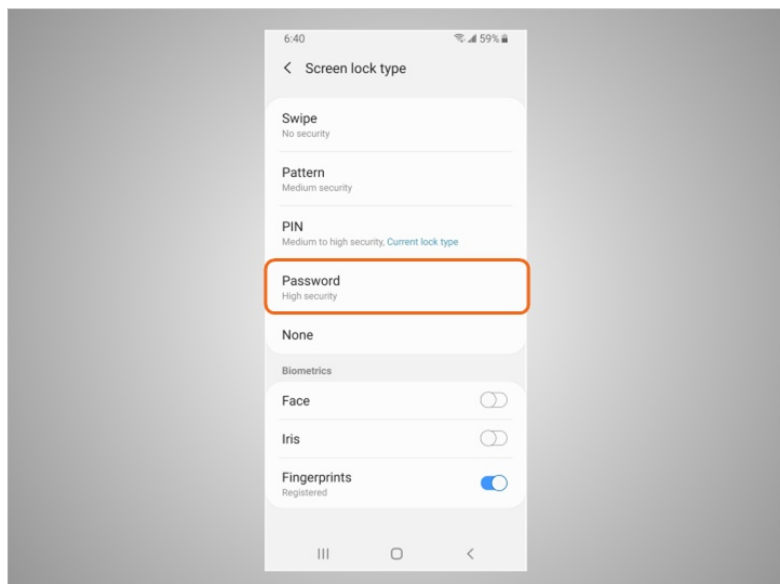 6:40 59%
Screen lock type
Swipe
No security
Pattern
Medium security
PIN
Medium to high security, Current lock type
Password
High security
None
Biometrics
Face
Iris
Fingerprints
Registered